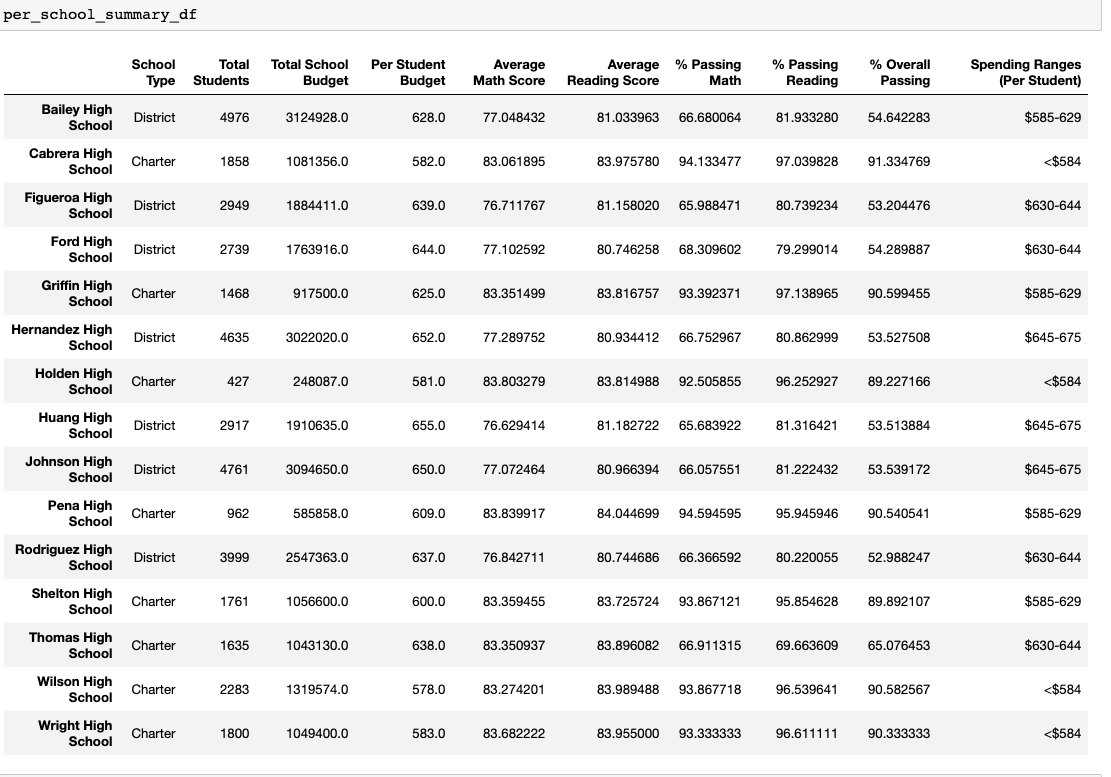 per_school_summary_df
School Type Total Students Total School Budget Per Student Budget Average Math Score Average Reading Score % Passing Math % Passing Reading % Overall Passing Spending Ranges (Per Student)
Bailey High School District 4976 3124928.0 628.0 77.048432 81.033963 66.680064 81.933280 54.642283 $585-629
Cabrera High School Charter 1858 1081356.0 582.0 83.061895 83.975780 94.133477 97.039828 91.334769 <$584
Figueroa High School District 2949 1884411.0 639.0 76.711767 81.158020 65.988471 80.739234 53.204476 $630-644
Ford High School District 2739 1763916.0 644.0 77.102592 80.746258 68.309602 79.299014 54.289887 $630-644
Griffin High School Charter 1468 917500.0 625.0 83.351499 83.816757 93.392371 97.138965 90.599455 $585-629
Hernandez High School District 4635 3022020.0 652.0 77.289752 80.934412 66.752967 80.862999 53.527508 $645-675
Holden High School Charter 427 248087.0 581.0 83.803279 83.814988 92.505855 96.252927 89.227166 <$584
Huang High School District 2917 1910635.0 655.0 76.629414 81.182722 65.683922 81.316421 53.513884 $645-675
Johnson High School District 4761 3094650.0 650.0 77.072464 80.966394 66.057551 81.222432 53.539172 $645-675
Pena High School Charter 962 585858.0 609.0 83.839917 84.044699 94.594595 95.945946 90.540541 $585-629
Rodriguez High School District 3999 2547363.0 637.0 76.842711 80.744686 66.366592 80.220055 52.988247 $630-644
Shelton High School Charter 1761 1056600.0 600.0 83.359455 83.725724 93.867121 95.854628 89.892107 $585-629
Thomas High School Charter 1635 1043130.0 638.0 83.350937 83.896082 66.911315 69.663609 65.076453 $630-644
Wilson High School Charter 2283 1319574.0 578.0 83.274201 83.989488 93.867718 96.539641 90.582567 <$584
Wright High School Charter 1800 1049400.0 583.0 83.682222 83.955000 93.333333 96.611111 90.333333 <$584